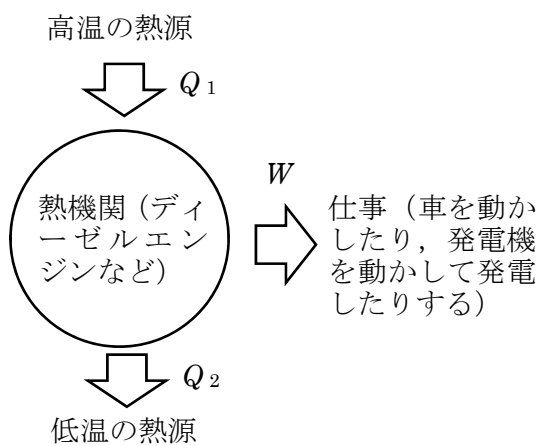 高温の熱源
Q1
W
熱機関（ディ
ーゼルエン
ジンなど）
仕事（車を動か
したり，発電機
を動かして発電
したりする）
Q2
低温の熱源